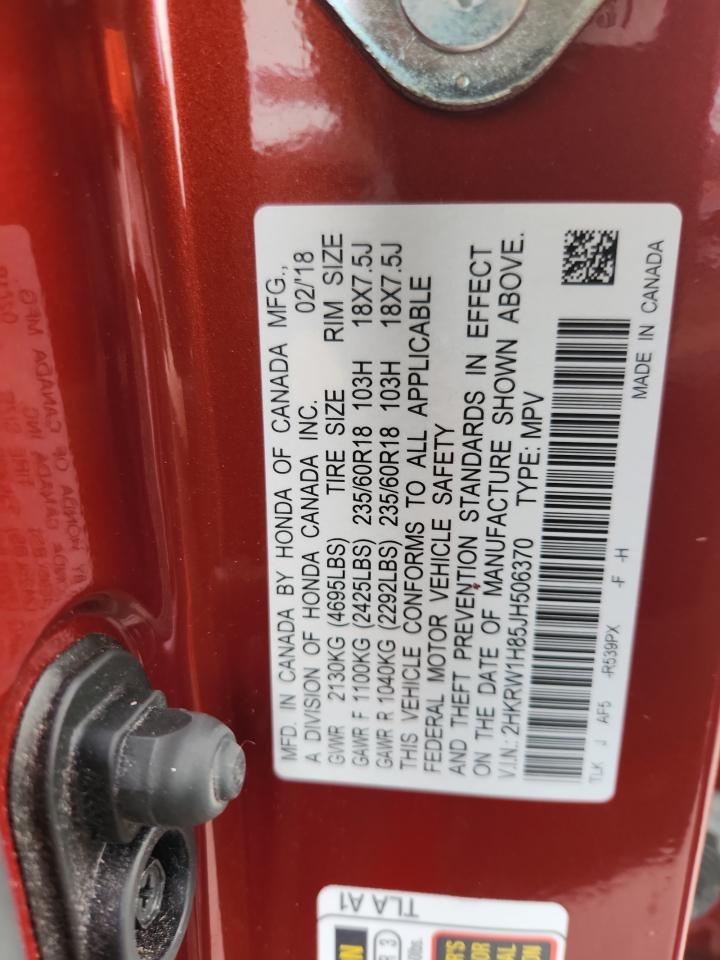 MFD. IN CANADA BY HONDA OF CANADA MFG.,
A DIVISION OF HONDA CANADA INC. 02/'18
GVWR 2130KG (4695LBS) TIRE SIZE RIM SIZE
GAWR F 1100KG (2425LBS) 235/60R18 103H 18X7.5J
GAWR R 1040KG (2292LBS) 235/60R18 103H 18X7.5J
THIS VEHICLE CONFORMS TO ALL APPLICABLE
FEDERAL MOTOR VEHICLE SAFETY
AND THEFT PREVENTION STANDARDS IN EFFECT
ON THE DATE OF MANUFACTURE SHOWN ABOVE.
V.I.N.: 2HKRW1H85JH506370 TYPE: MPV
TLK J AF5 -R539PX -F -H
MADE IN CANADA
TLA A1